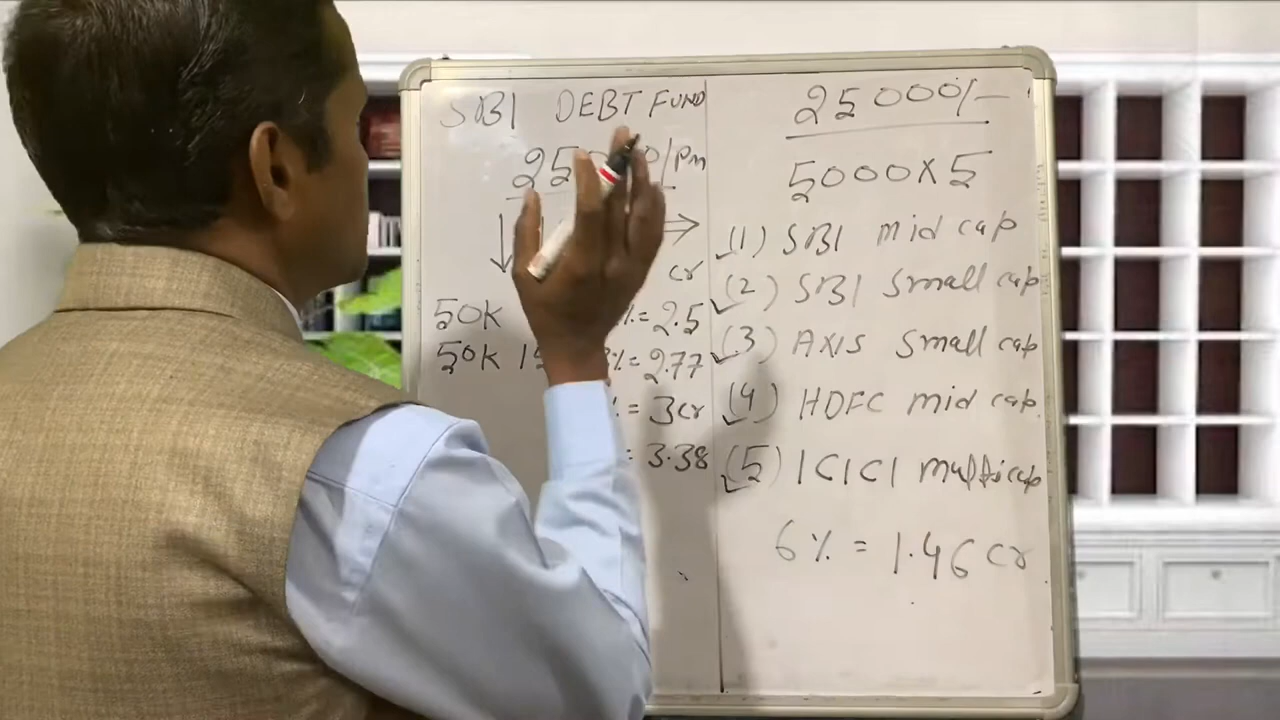 SBI DEBT FUND
25 /Pm
cr
50K %= 2.5
50K 8%= 2.77
= 3cr
3.38
25000/-
5000X5
(1) SBI mid cap
(2) SBI small cap
(3) AXIS small cap
(4) HDFC mid cap.
(5) ICICI multicap
6% = 1.46 cr